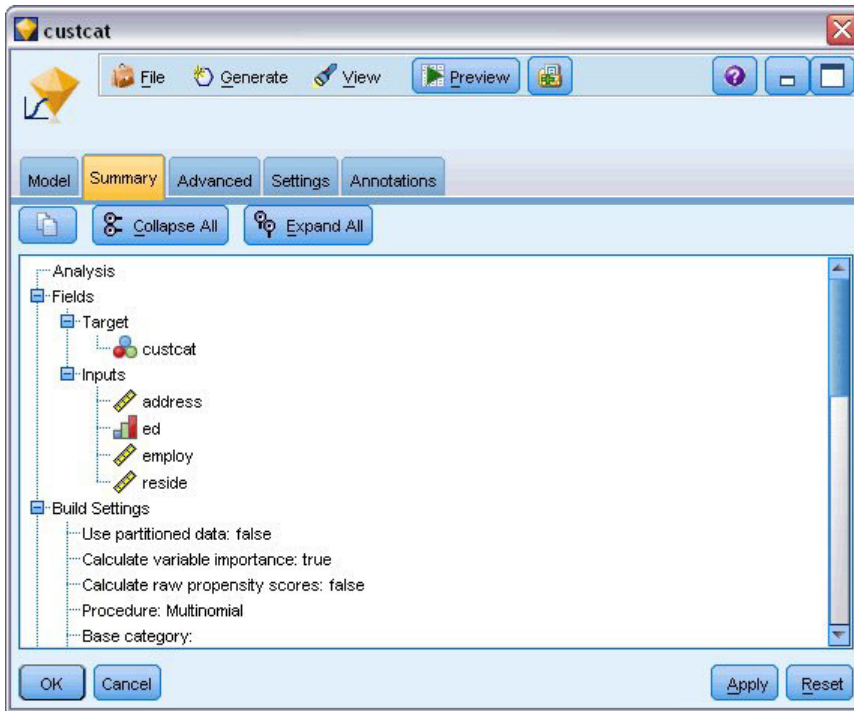 custcat
File Generate View Preview
Model Summary Advanced Settings Annotations
Collapse All Expand All
Analysis
Fields
Target
custcat
Inputs
address
ed
employ
reside
Build Settings
Use partitioned data: false
Calculate variable importance: true
Calculate raw propensity scores: false
Procedure: Multinomial
Base category:
OK Cancel Apply Reset